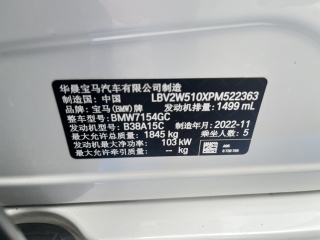 华晨宝马汽车有限公司制造
制造国：中国 LBV2W510XPM522363
品牌：宝马(BMW)牌 发动机排量：1499 mL
整车型号：BMW7154GC
发动机型号：B38A15C 制造年月：2022-11
最大允许总质量：1845 kg 乘坐人数：5
发动机最大净功率：103 kW
最大允许牵引质量：-- kg